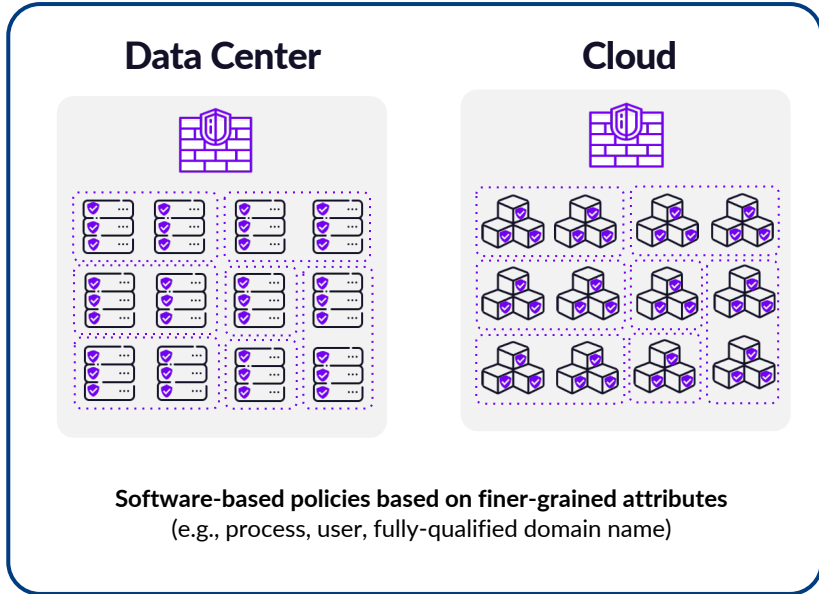 Data Center
Cloud
Software-based policies based on finer-grained attributes
(e.g., process, user, fully-qualified domain name)